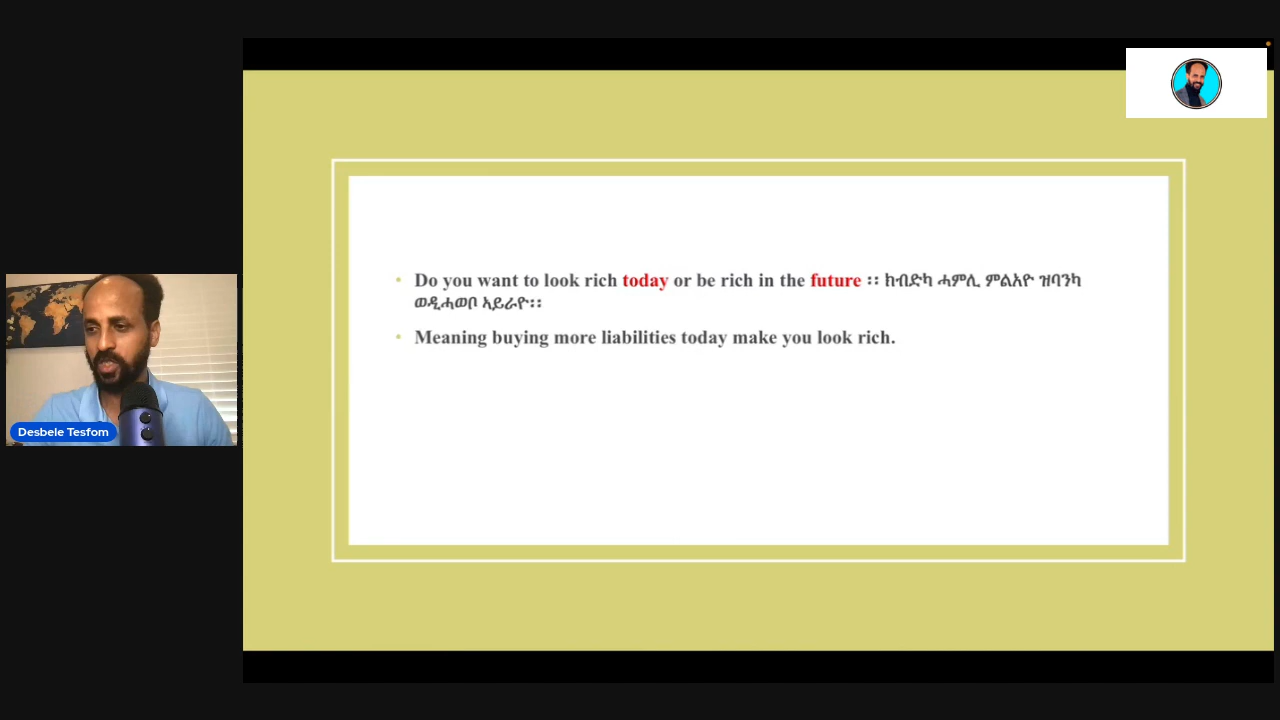 Do you want to look rich today or be rich in the future ፡፡ ክብድካ ሓምሊ ምልእዮ ዝባንካ
ወዲሓወቦ ኣይራዮ፡፡
Meaning buying more liabilities today make you look rich.
Desbele Tesfom